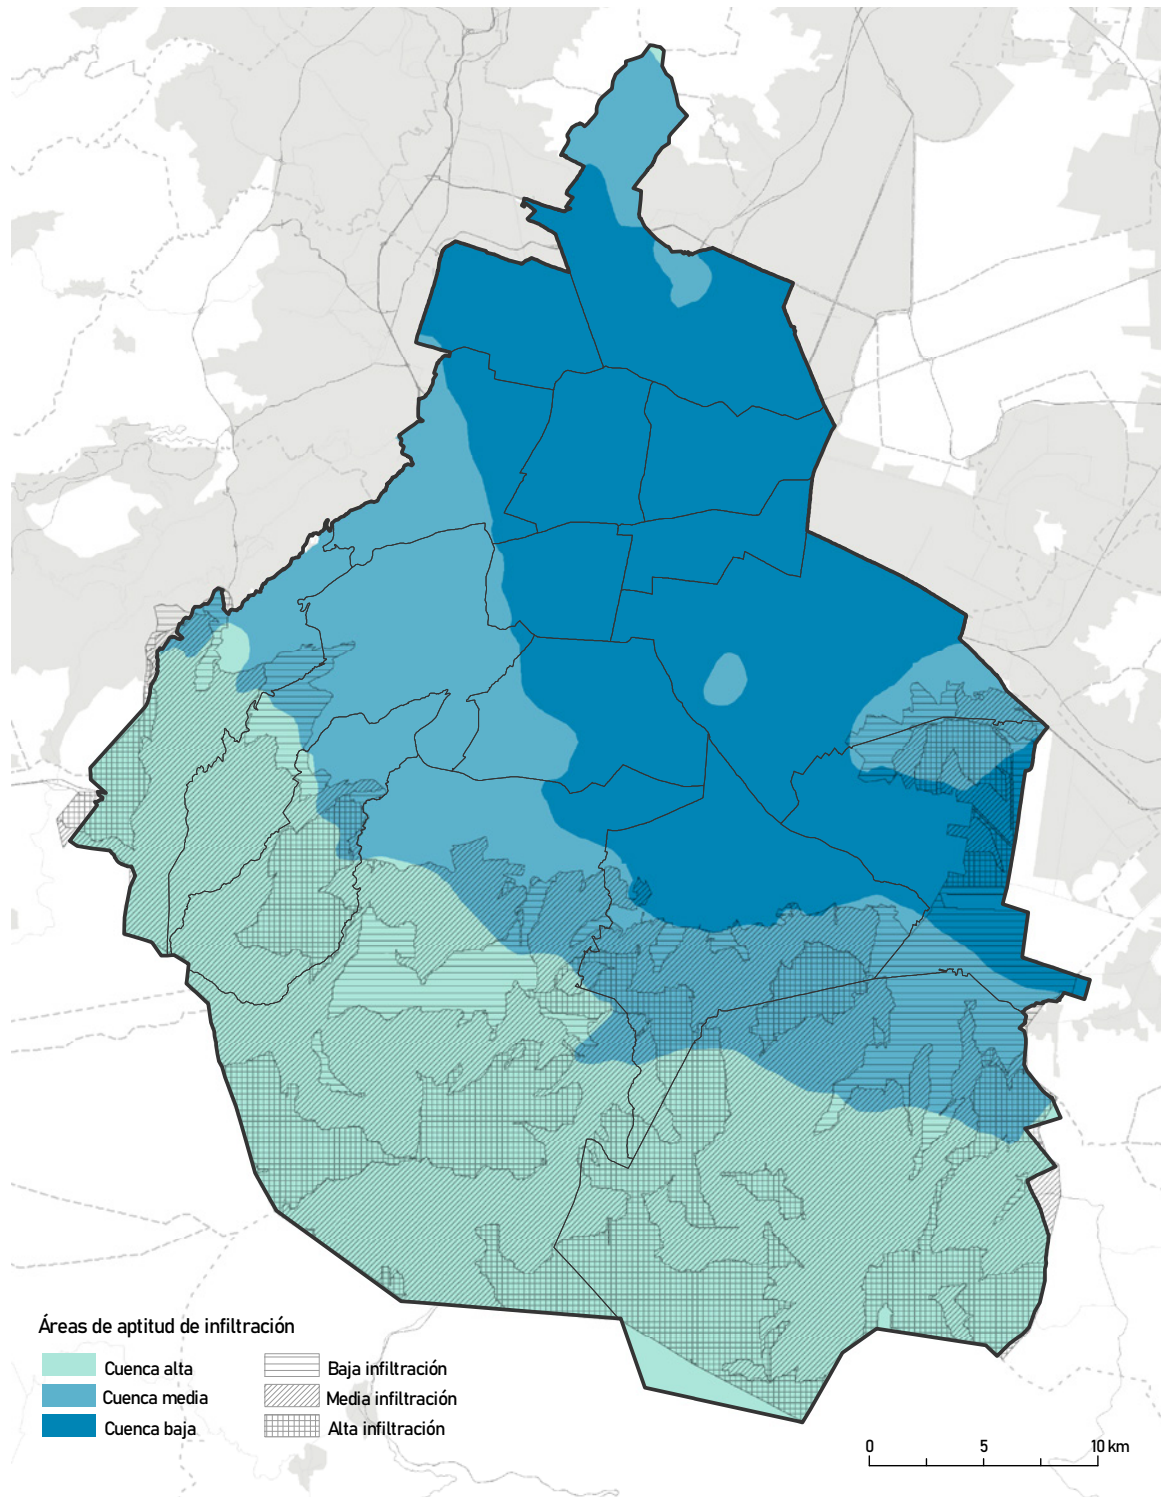 Áreas de aptitud de infiltración
Cuenca alta
Cuenca media
Cuenca baja
Baja infiltración
Media infiltración
Alta infiltración
0 5 10 km